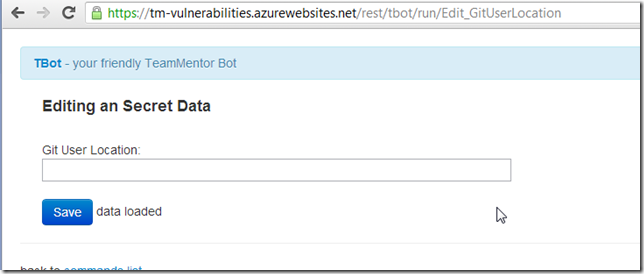 https://tm-vulnerabilities.azurewebsites.net/rest/tbot/run/Edit_GitUserLocation
TBot - your friendly TeamMentor Bot
Editing an Secret Data
Git User Location:
Save data loaded
back to commands list